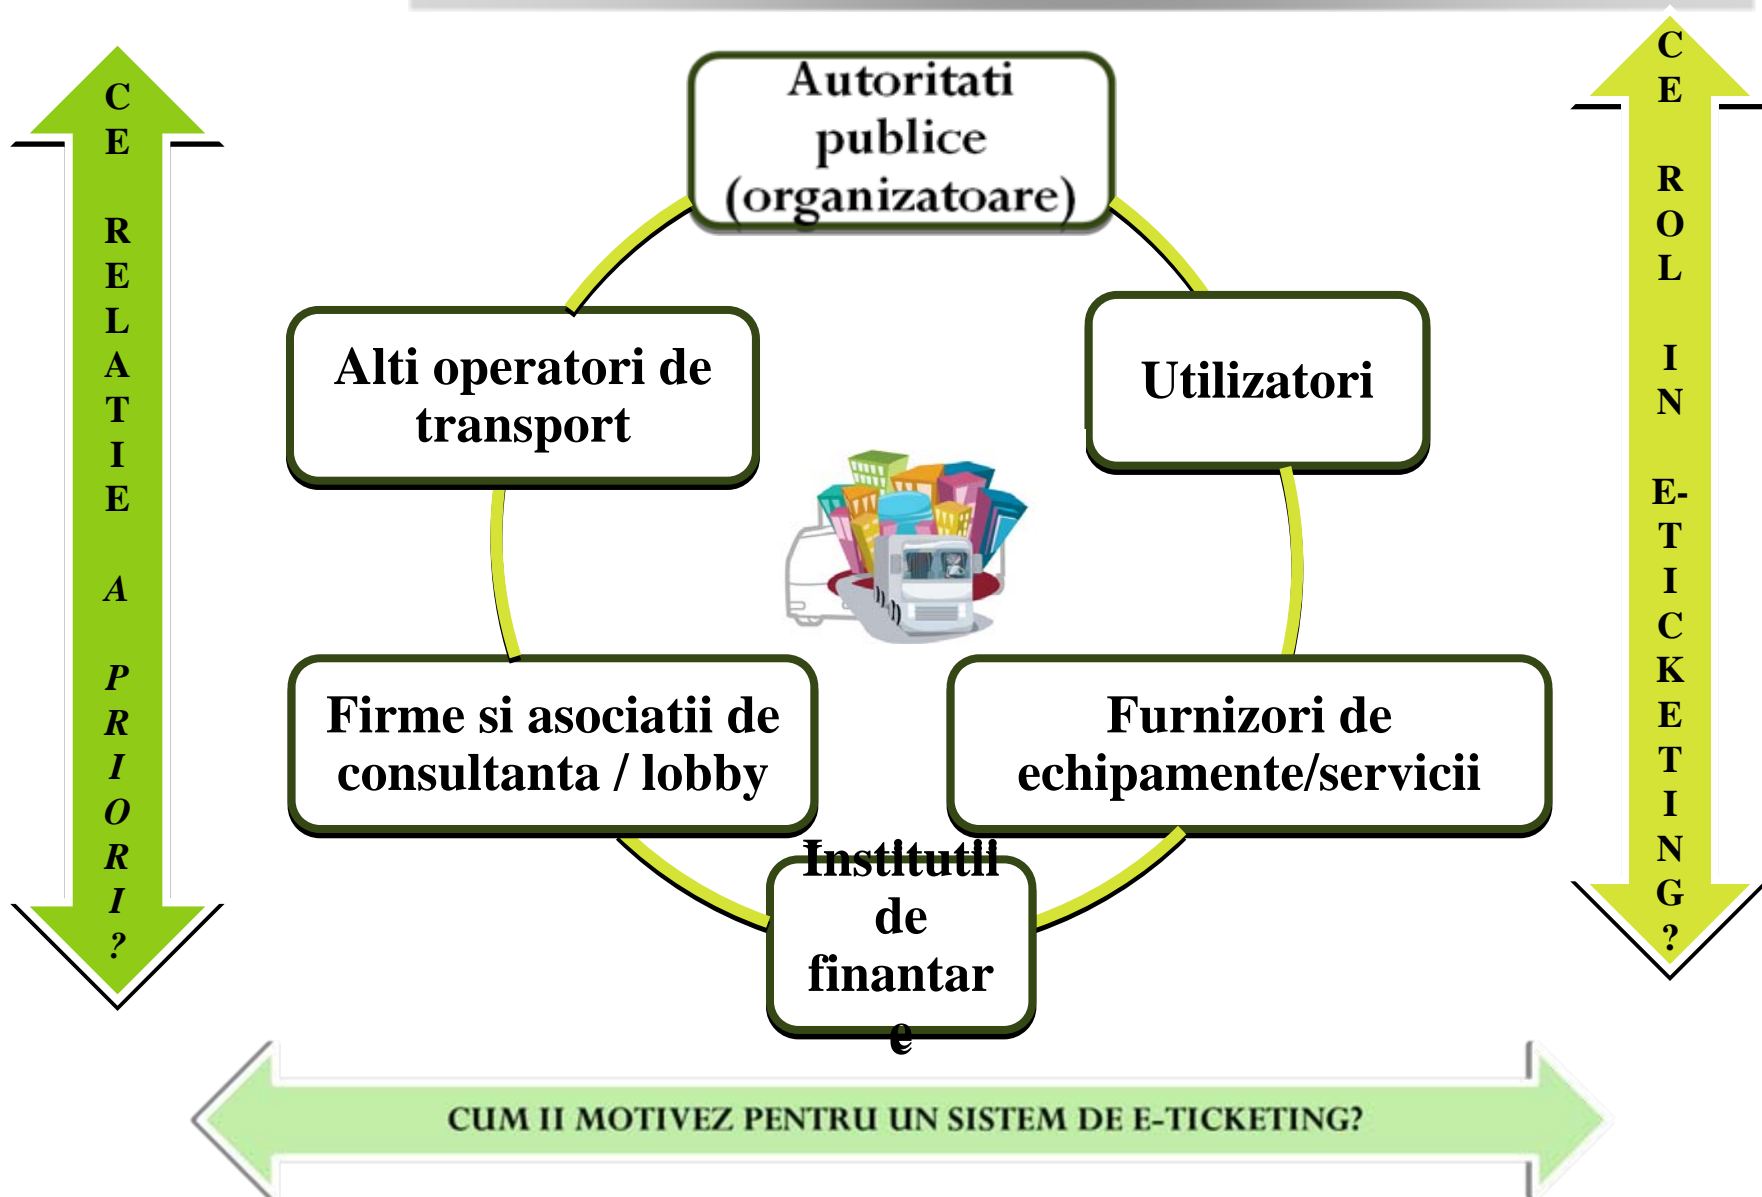 CE RELATIE A PRIORI?
Autoritati
publice
(organizatoare)
CE ROL IN E-TICKETING?
Alti operatori de
transport
Utilizatori
Firme si asociatii de
consultanta / lobby
Furnizori de
echipamente/servicii
Institutii
de
finantar
e
CUM II MOTIVEZ PENTRU UN SISTEM DE E-TICKETING?